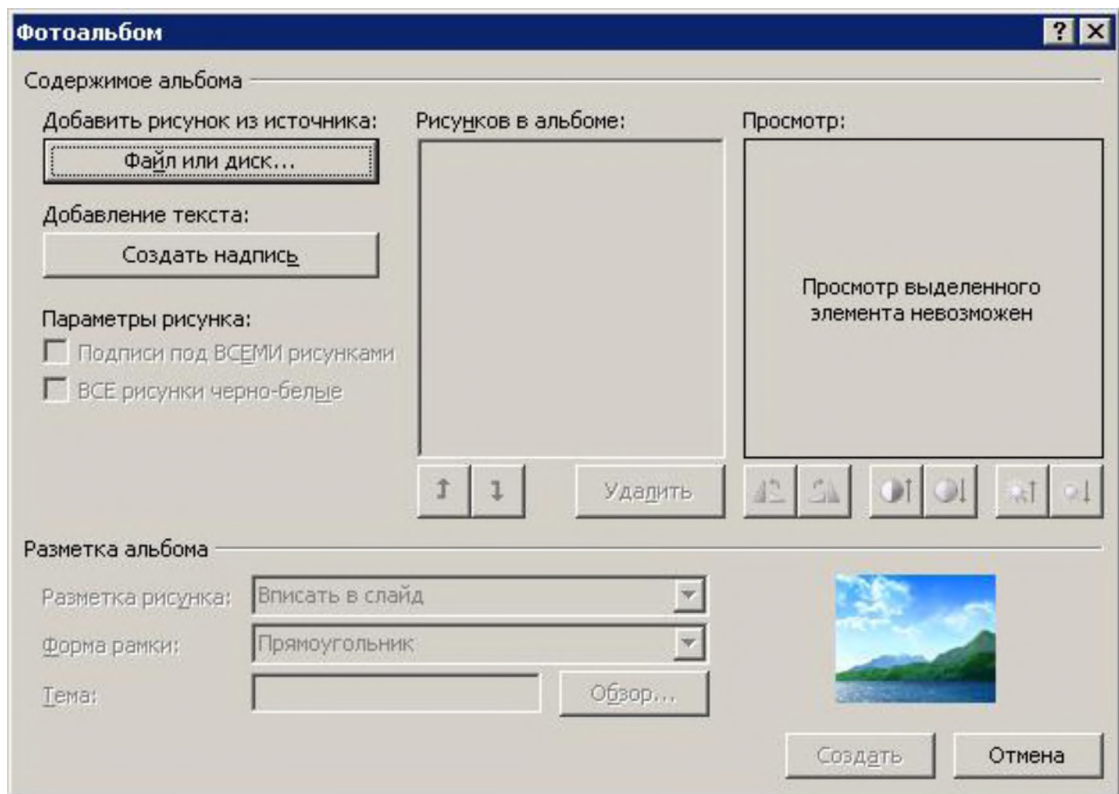 Фотоальбом
Содержимое альбома
Добавить рисунок из источника:
Файл или диск...
Добавление текста:
Создать надпись
Параметры рисунка:
Подписи под ВСЕМИ рисунками
ВСЕ рисунки черно-белые
Рисунков в альбоме:
Удалить
Просмотр:
Просмотр выделенного
элемента невозможен
Разметка альбома
Разметка рисунка:
Вписать в слайд
Форма рамки:
Прямоугольник
Тема:
Обзор...
Создать
Отмена